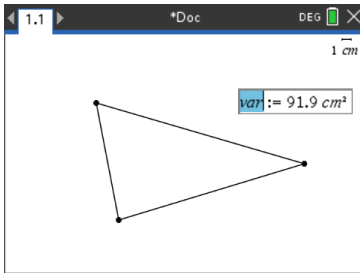 1.1 *Doc DEG
1 cm
var := 91.9 cm²